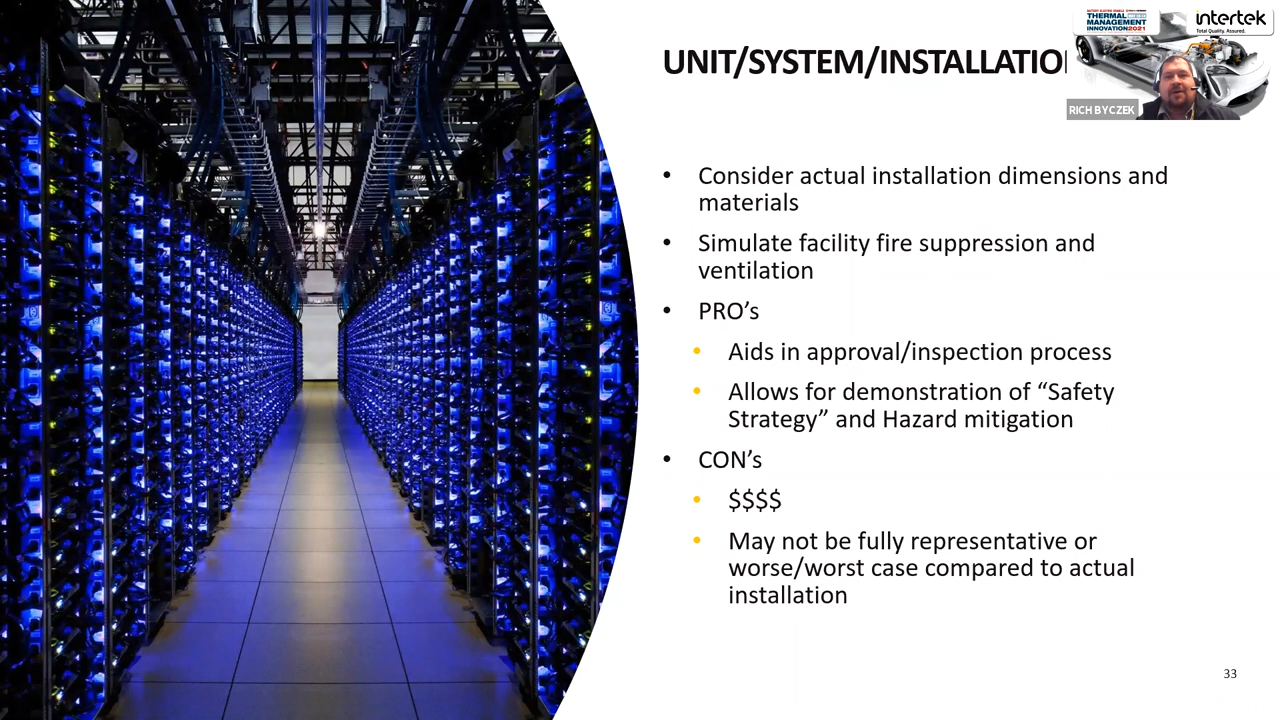 THERMAL
MANAGEMENT
INNOVATION2021
intertek
Total Quality. Assured.
UNIT/SYSTEM/INSTALLATIO
RICH BYCZEK
• Consider actual installation dimensions and
materials
• Simulate facility fire suppression and
ventilation
• PRO’s
• Aids in approval/inspection process
• Allows for demonstration of “Safety
Strategy” and Hazard mitigation
• CON’s
• $$$$
• May not be fully representative or
worse/worst case compared to actual
installation
33